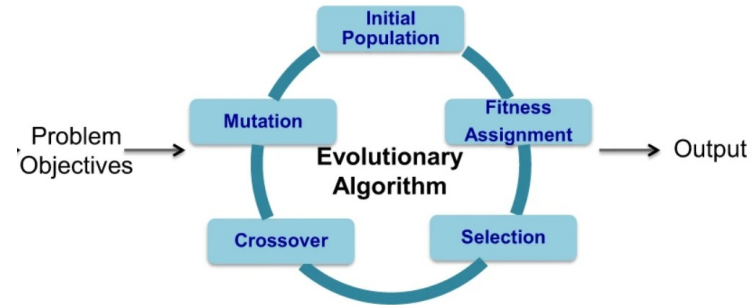 Initial
Population
Mutation
Fitness
Assignment
Problem
Objectives
Evolutionary
Algorithm
Output
Crossover
Selection